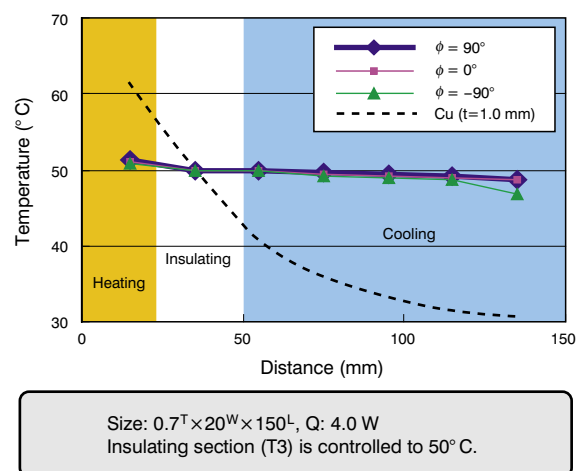 70
60
50
40
30
Temperature (° C)
ϕ = 90°
ϕ = 0°
ϕ = −90°
Cu (t=1.0 mm)
Cooling
Insulating
Heating
0
50
100
150
Distance (mm)
Size: 0.7ᵀ×20ᵂ×150ᴸ, Q: 4.0 W
Insulating section (T3) is controlled to 50° C.